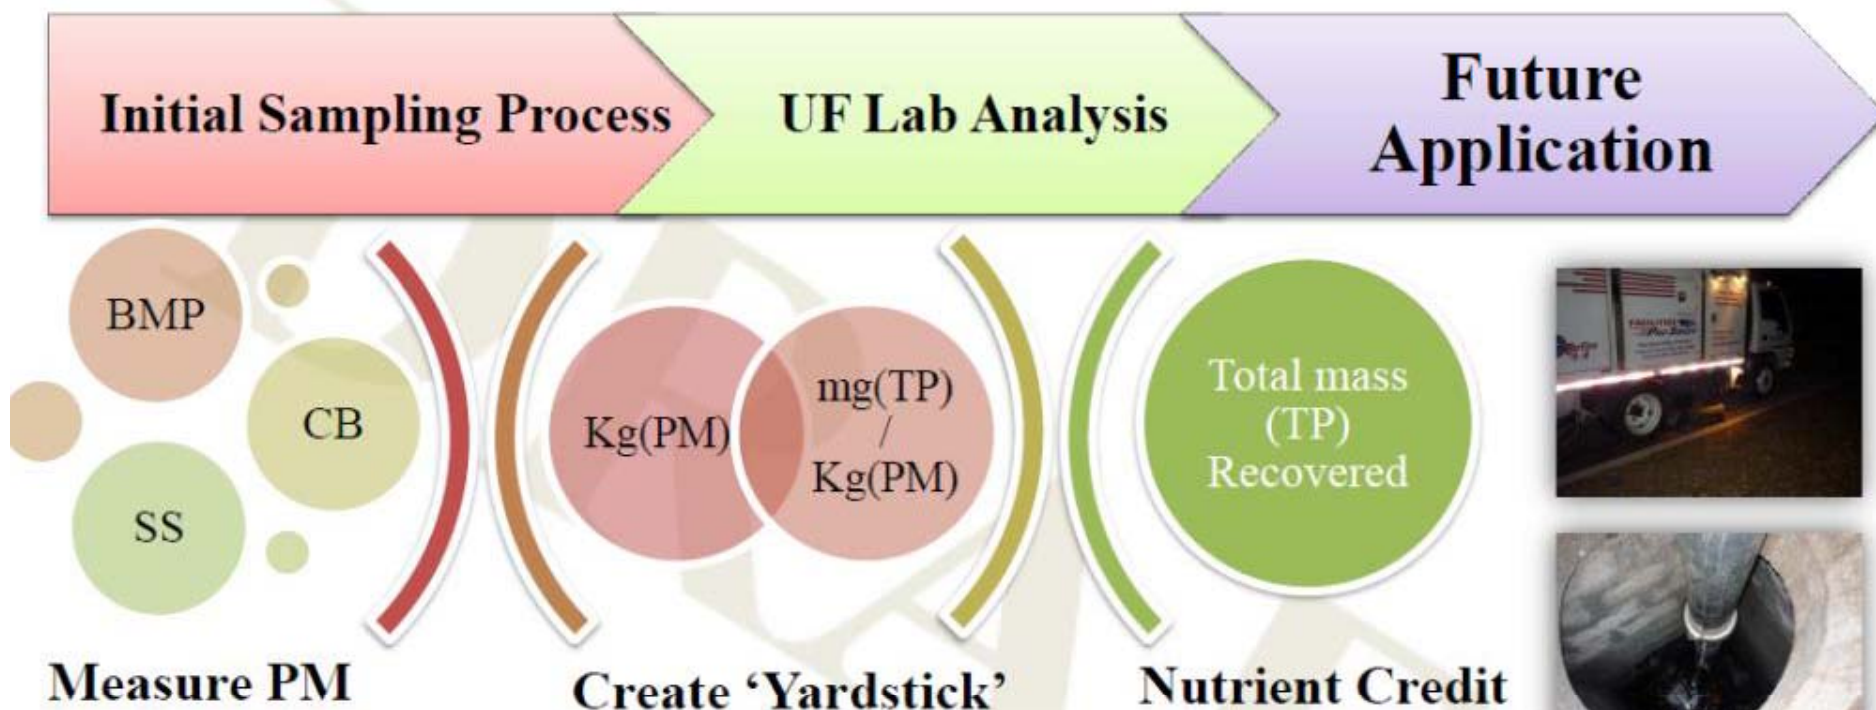 Initial Sampling Process
UF Lab Analysis
Future
Application
BMP
CB
SS
Kg(PM)
mg(TP)
/
Kg(PM)
Total mass
(TP)
Recovered
Measure PM
Create ‘Yardstick’
Nutrient Credit